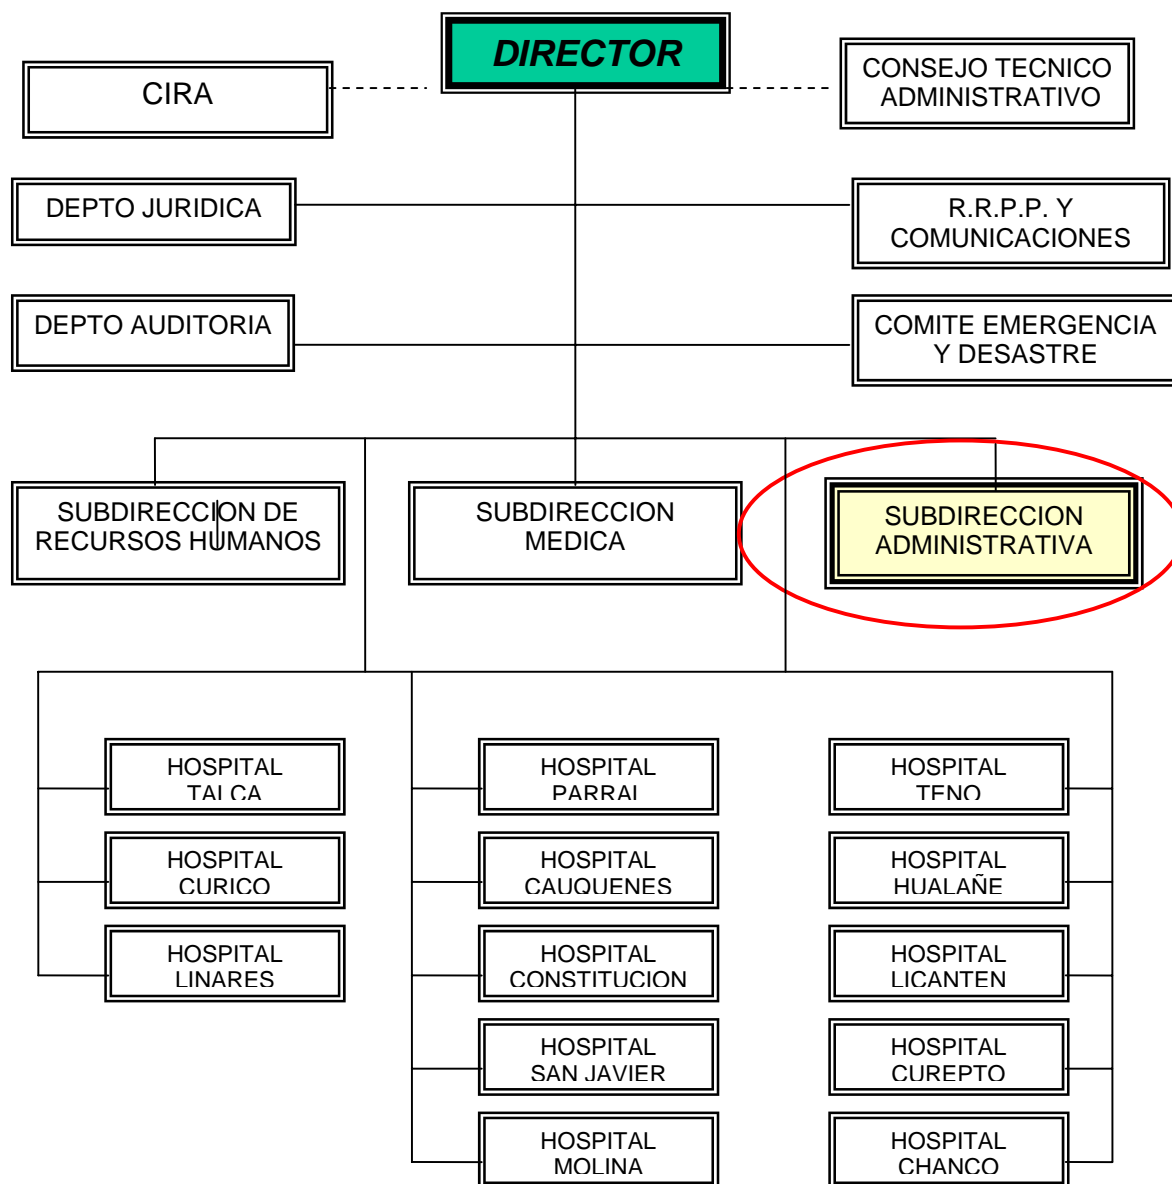 DIRECTOR
CIRA
CONSEJO TECNICO
ADMINISTRATIVO
DEPTO JURIDICA
R.R.P.P. Y
COMUNICACIONES
DEPTO AUDITORIA
COMITE EMERGENCIA
Y DESASTRE
SUBDIRECCION DE
RECURSOS HUMANOS
SUBDIRECCION
MEDICA
SUBDIRECCION
ADMINISTRATIVA
HOSPITAL
TALCA
HOSPITAL
PARRAL
HOSPITAL
TENO
HOSPITAL
CURICO
HOSPITAL
CAUQUENES
HOSPITAL
HUALAÑE
HOSPITAL
LINARES
HOSPITAL
CONSTITUCION
HOSPITAL
LICANTEN
HOSPITAL
SAN JAVIER
HOSPITAL
CUREPTO
HOSPITAL
MOLINA
HOSPITAL
CHANCO